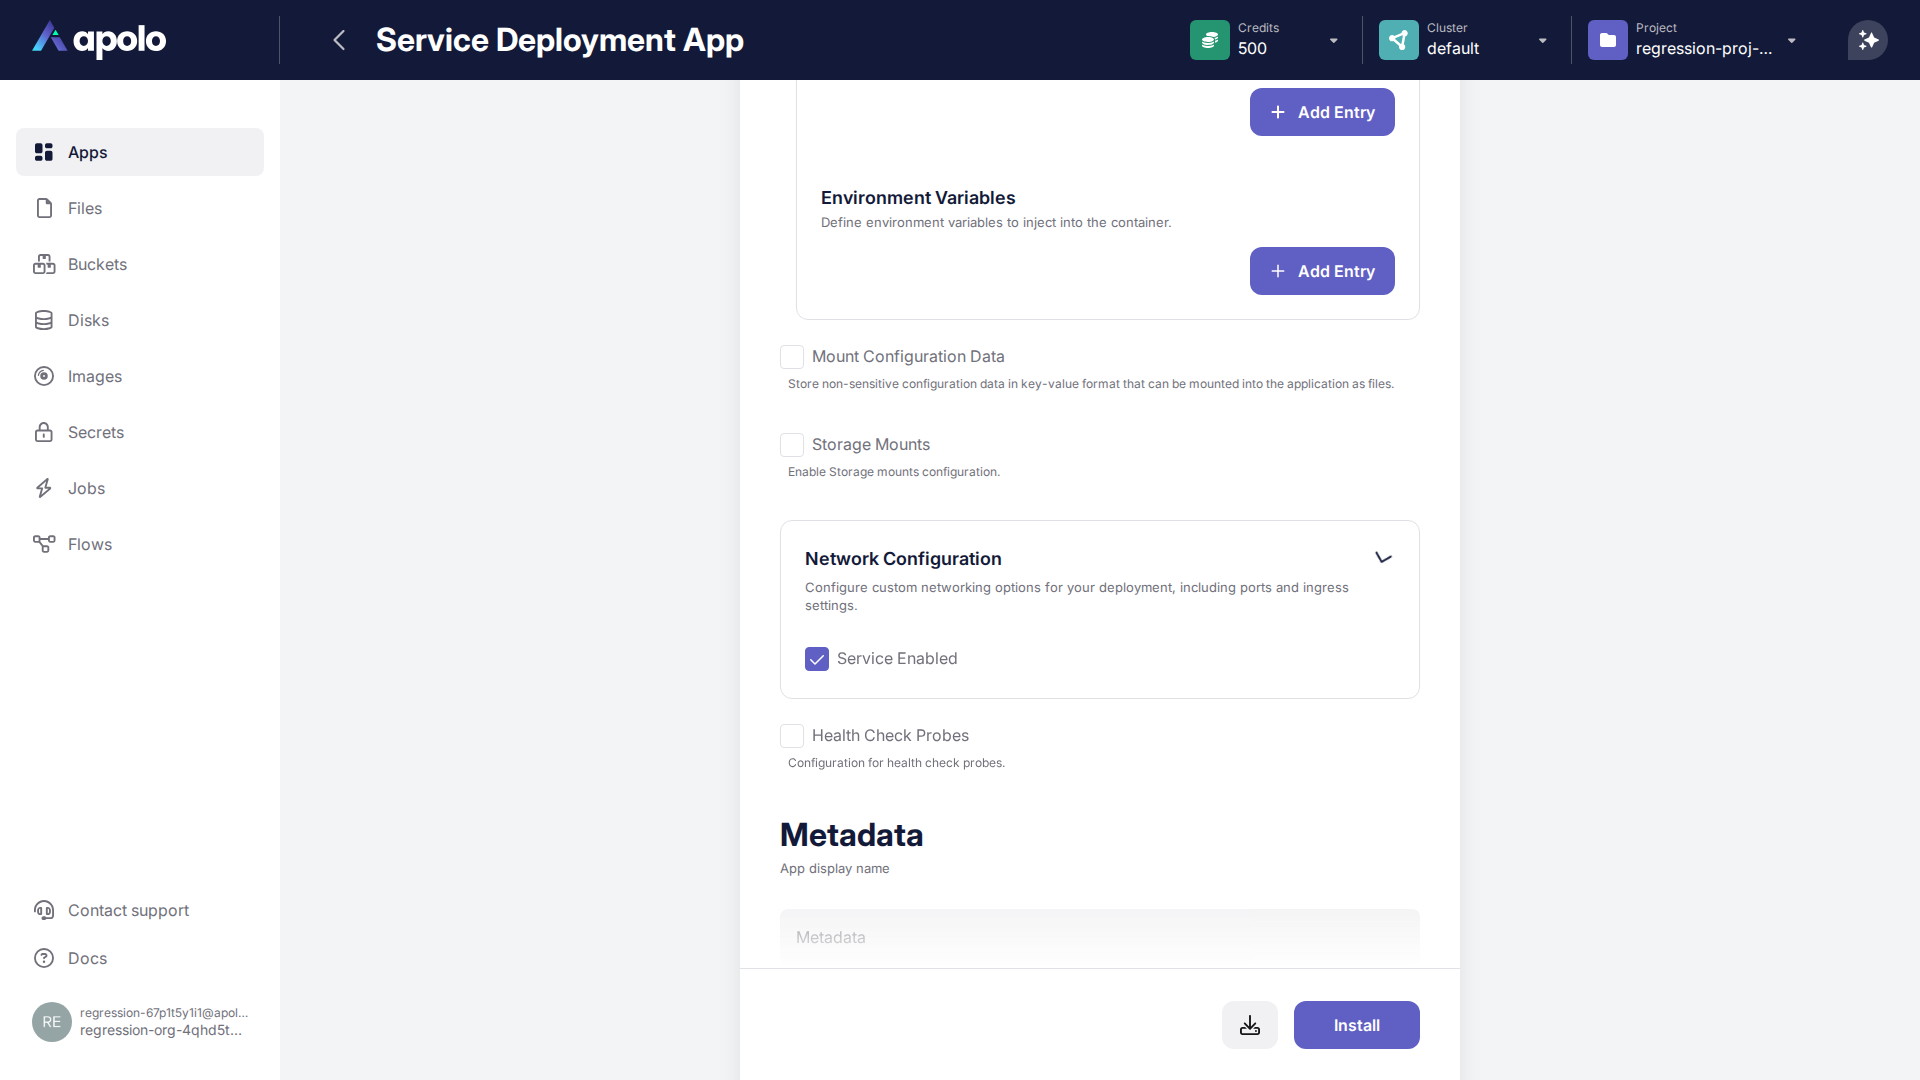 apolo
Service Deployment App
Credits
500
Cluster
default
Project
regression-proj-...
Apps
Files
Buckets
Disks
Images
Secrets
Jobs
Flows
Contact support
Docs
RE
regression-67p1t5y1i1@apol...
regression-org-4qhd5t...
Add Entry
Environment Variables
Define environment variables to inject into the container.
Add Entry
Mount Configuration Data
Store non-sensitive configuration data in key-value format that can be mounted into the application as files.
Storage Mounts
Enable Storage mounts configuration.
Network Configuration
Configure custom networking options for your deployment, including ports and ingress
settings.
Service Enabled
Health Check Probes
Configuration for health check probes.
Metadata
App display name
Metadata
Install